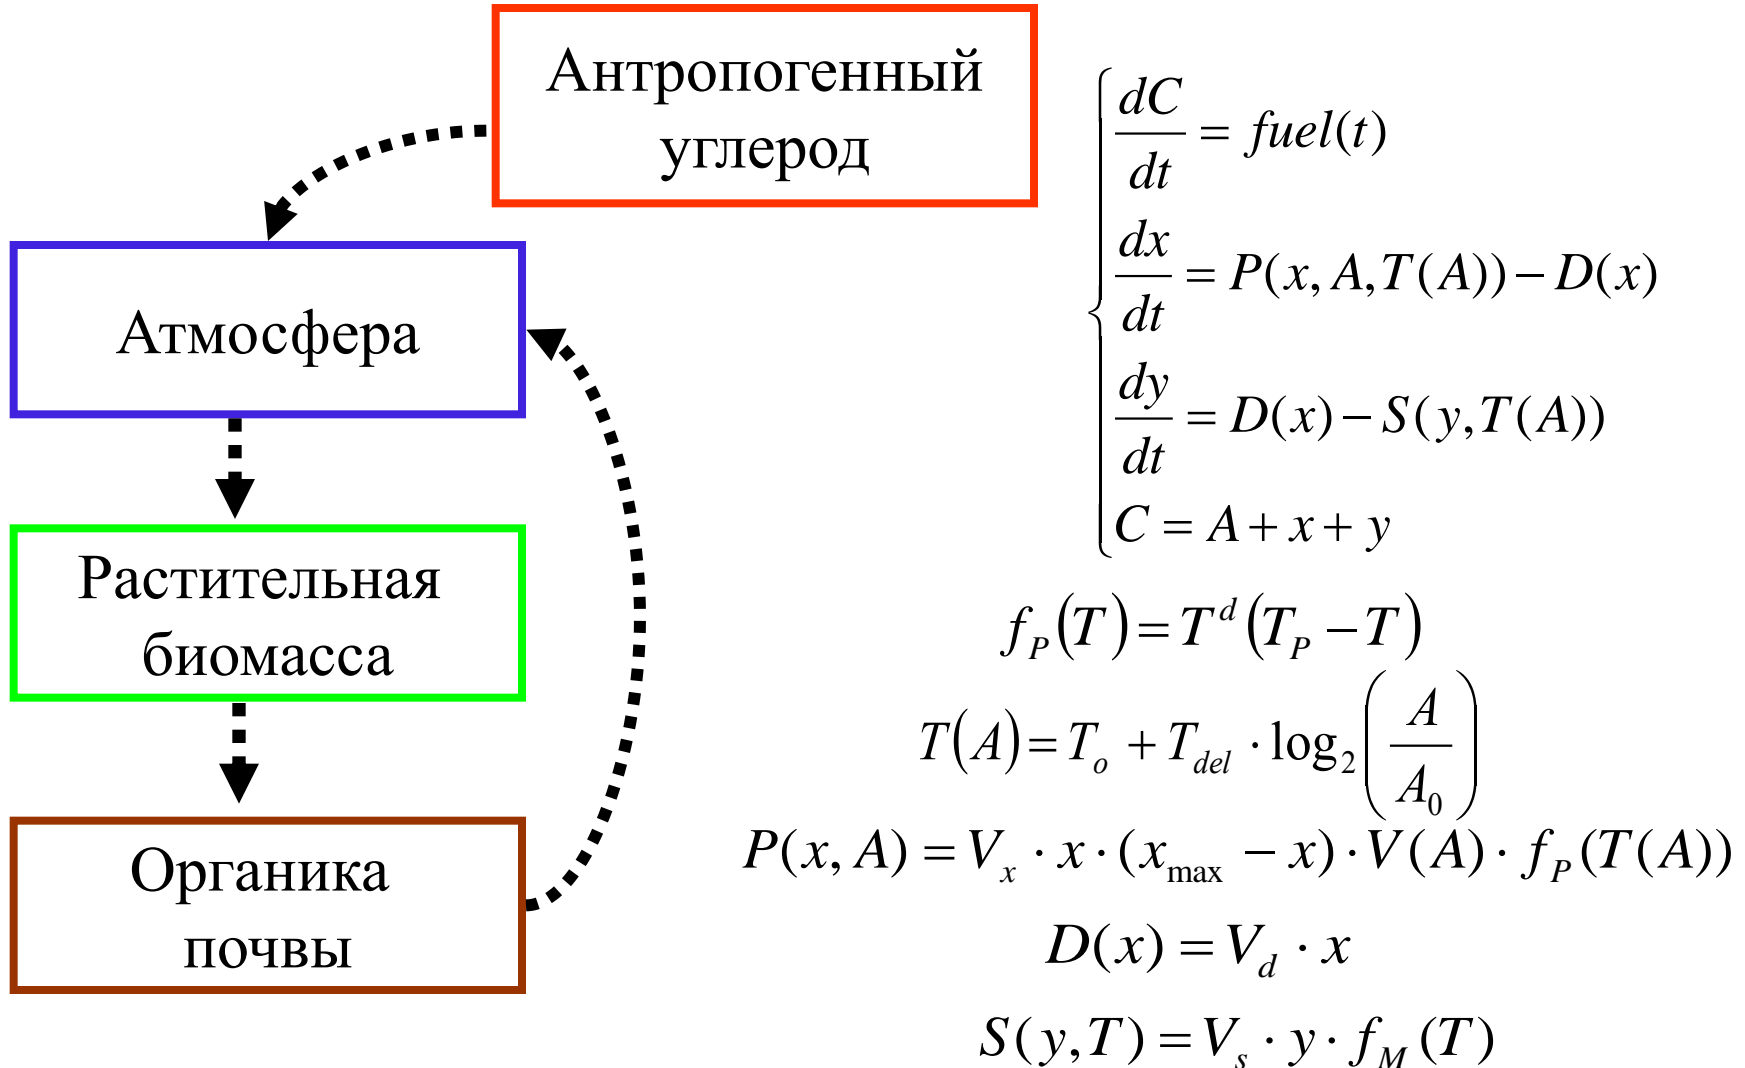 Антропогенный
углерод
Атмосфера
Растительная
биомасса
Органика
почвы
dC/dt = fuel(t)
dx/dt = P(x, A, T(A)) − D(x)
dy/dt = D(x) − S(y, T(A))
C = A + x + y
f_P(T) = T^d (T_P − T)
T(A) = T_o + T_del · log_2(A/A_0)
P(x, A) = V_x · x · (x_max − x) · V(A) · f_P(T(A))
D(x) = V_d · x
S(y, T) = V_s · y · f_M(T)